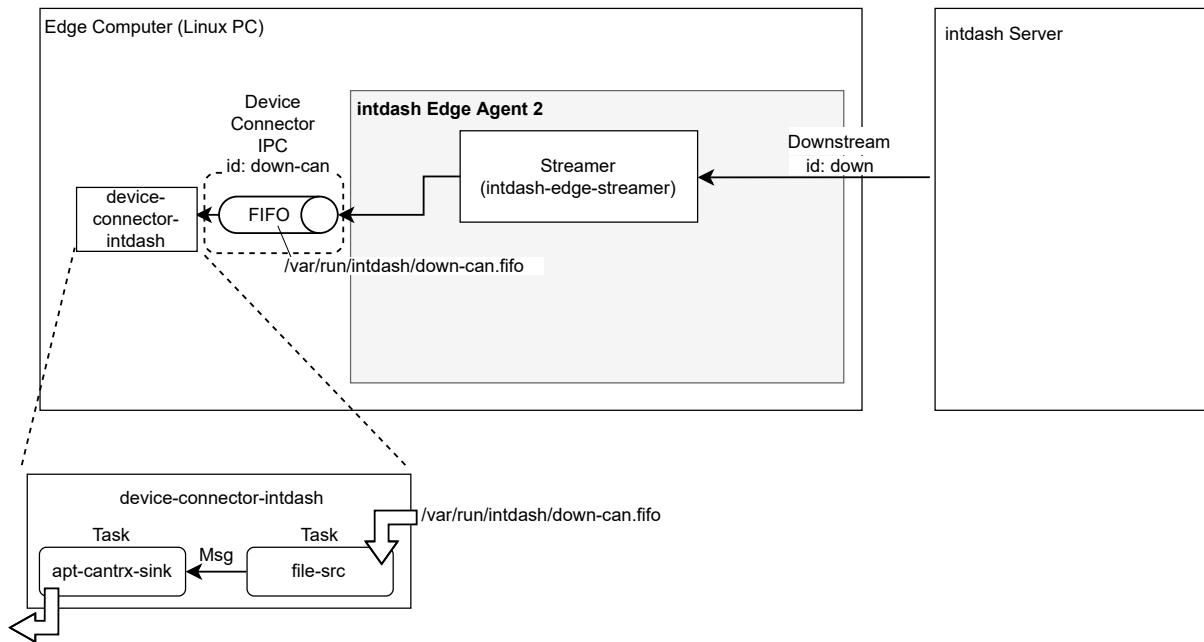 Edge Computer (Linux PC)
intdash Server
Device
Connector
IPC
id: down-can
intdash Edge Agent 2
Streamer
(intdash-edge-streamer)
Downstream
id: down
device-
connector-
intdash
FIFO
/var/run/intdash/down-can.fifo
device-connector-intdash
/var/run/intdash/down-can.fifo
Task
Task
apt-cantrx-sink
Msg
file-src